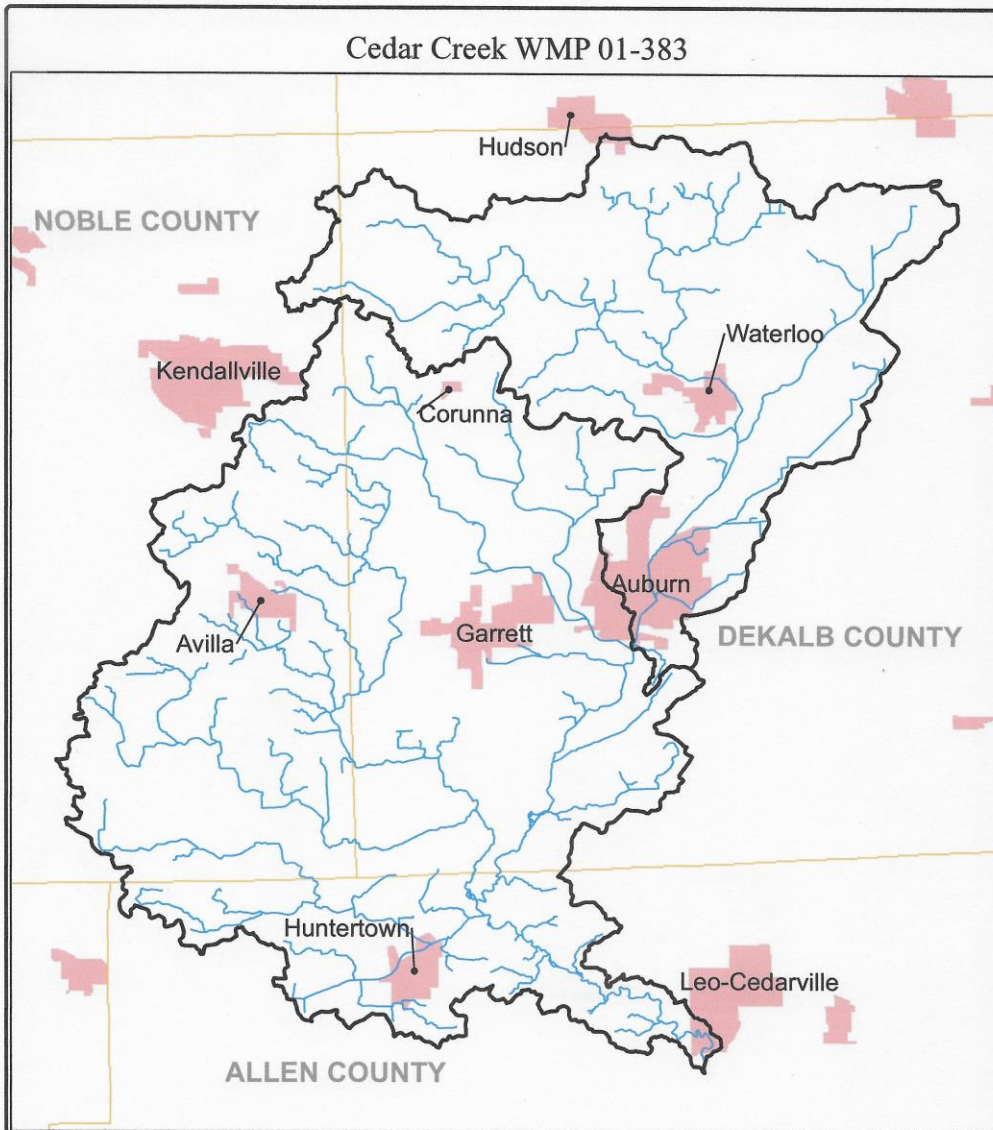 Cedar Creek WMP 01-383
Hudson
NOBLE COUNTY
Waterloo
Kendallville
Corunna
Auburn
Garrett
DEKALB COUNTY
Avilla
Huntertown
Leo-Cedarville
ALLEN COUNTY